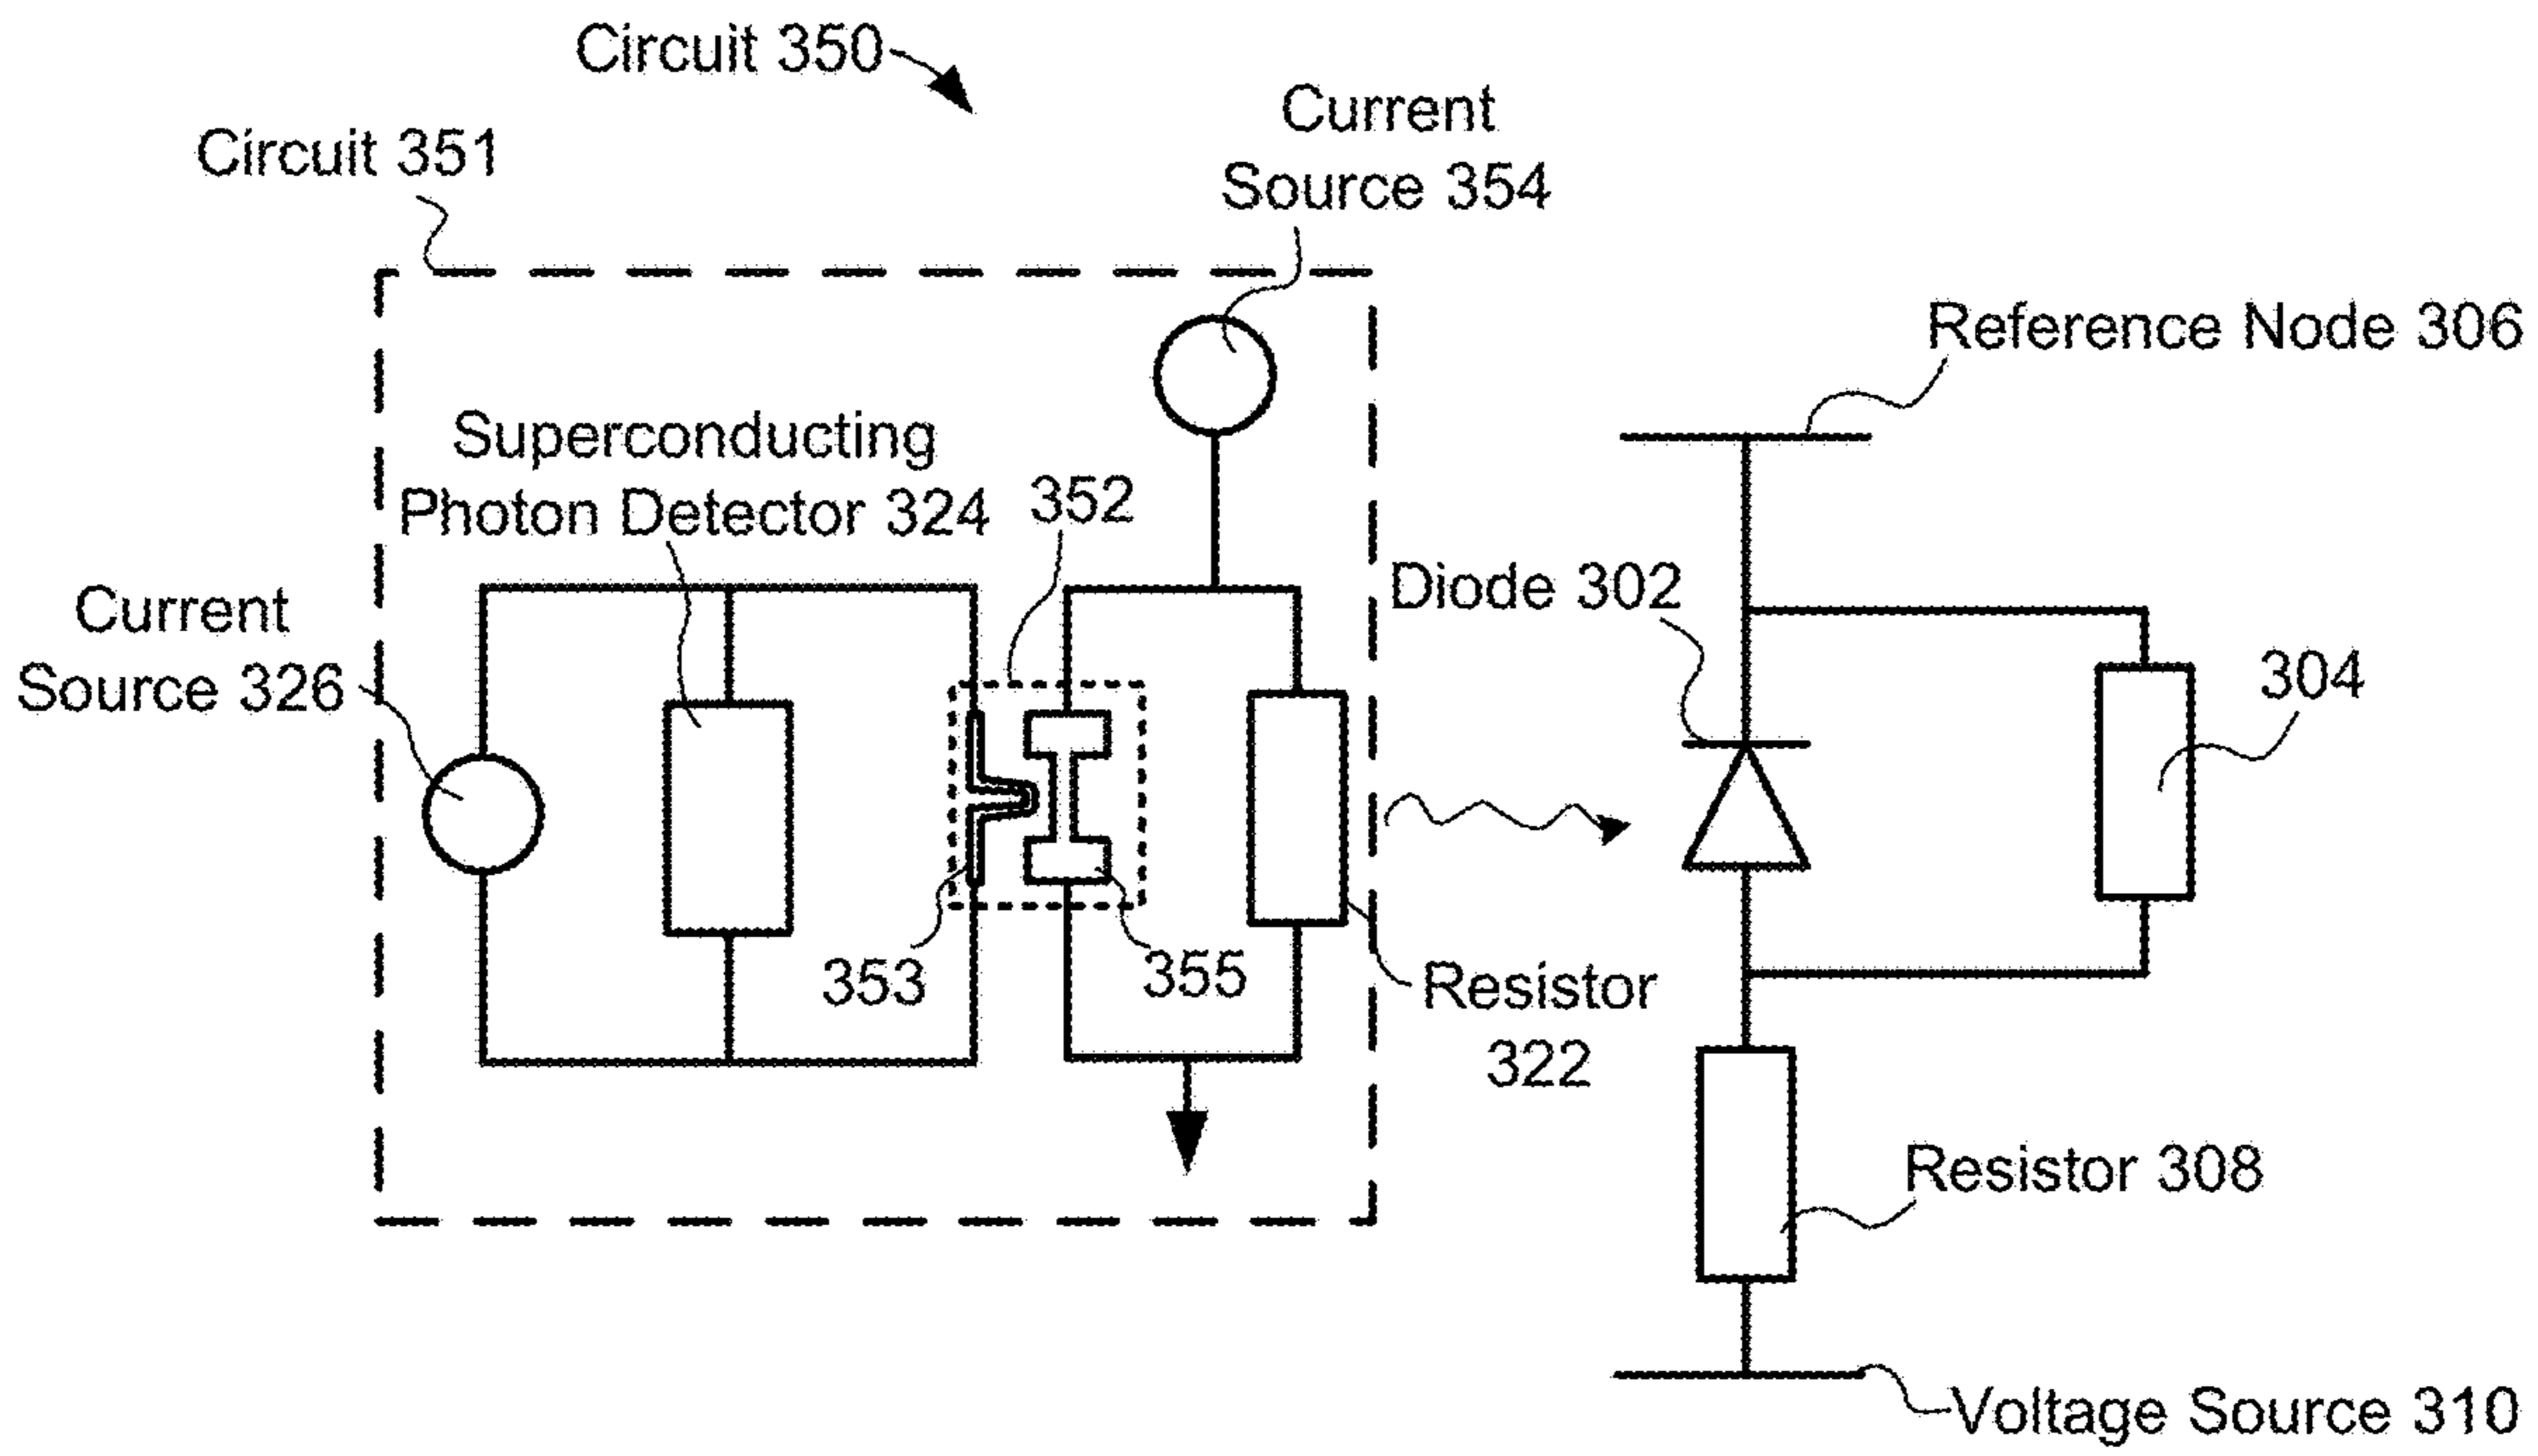 Circuit 350
Circuit 351
Current
Source 354
Reference Node 306
Superconducting
Photon Detector 324
352
Diode 302
Current
Source 326
304
353
355
Resistor
322
Resistor 308
Voltage Source 310